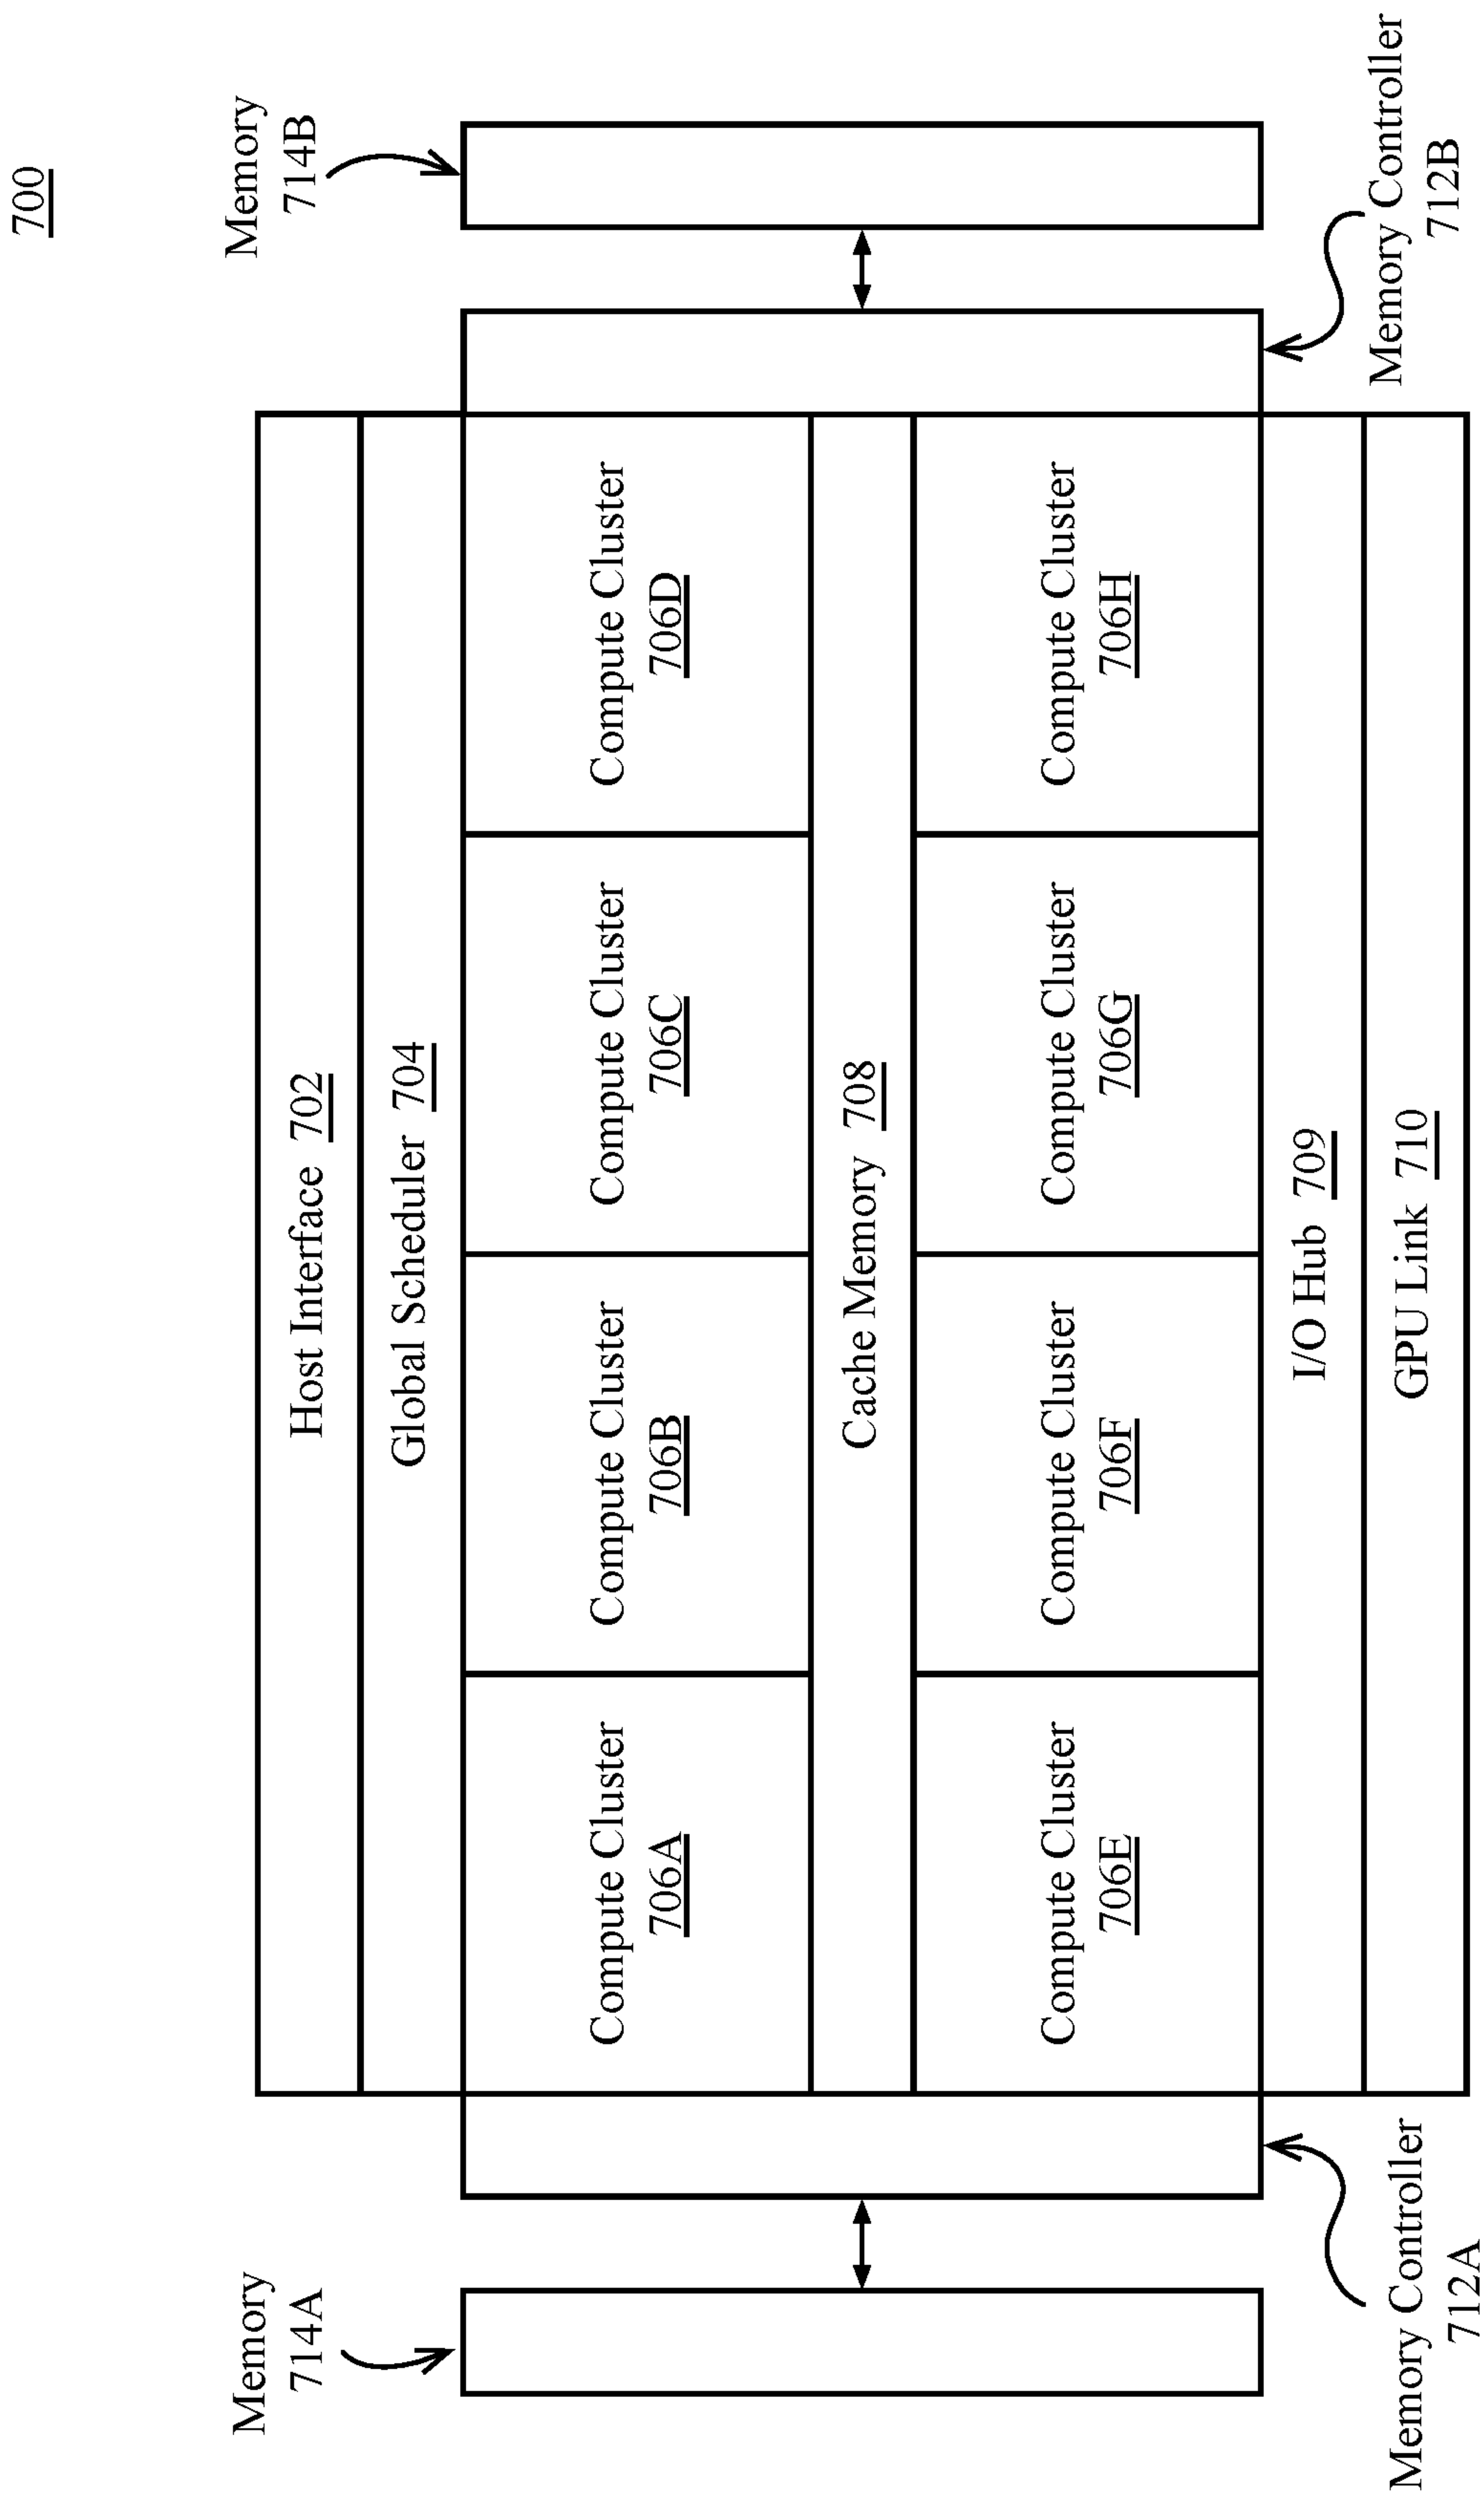 700
Host Interface 702
Global Scheduler 704
Memory
714A
Memory
714B
Compute Cluster
706A
Compute Cluster
706B
Compute Cluster
706C
Compute Cluster
706D
Cache Memory 708
Compute Cluster
706E
Compute Cluster
706F
Compute Cluster
706G
Compute Cluster
706H
I/O Hub 709
GPU Link 710
Memory Controller
712A
Memory Controller
712B